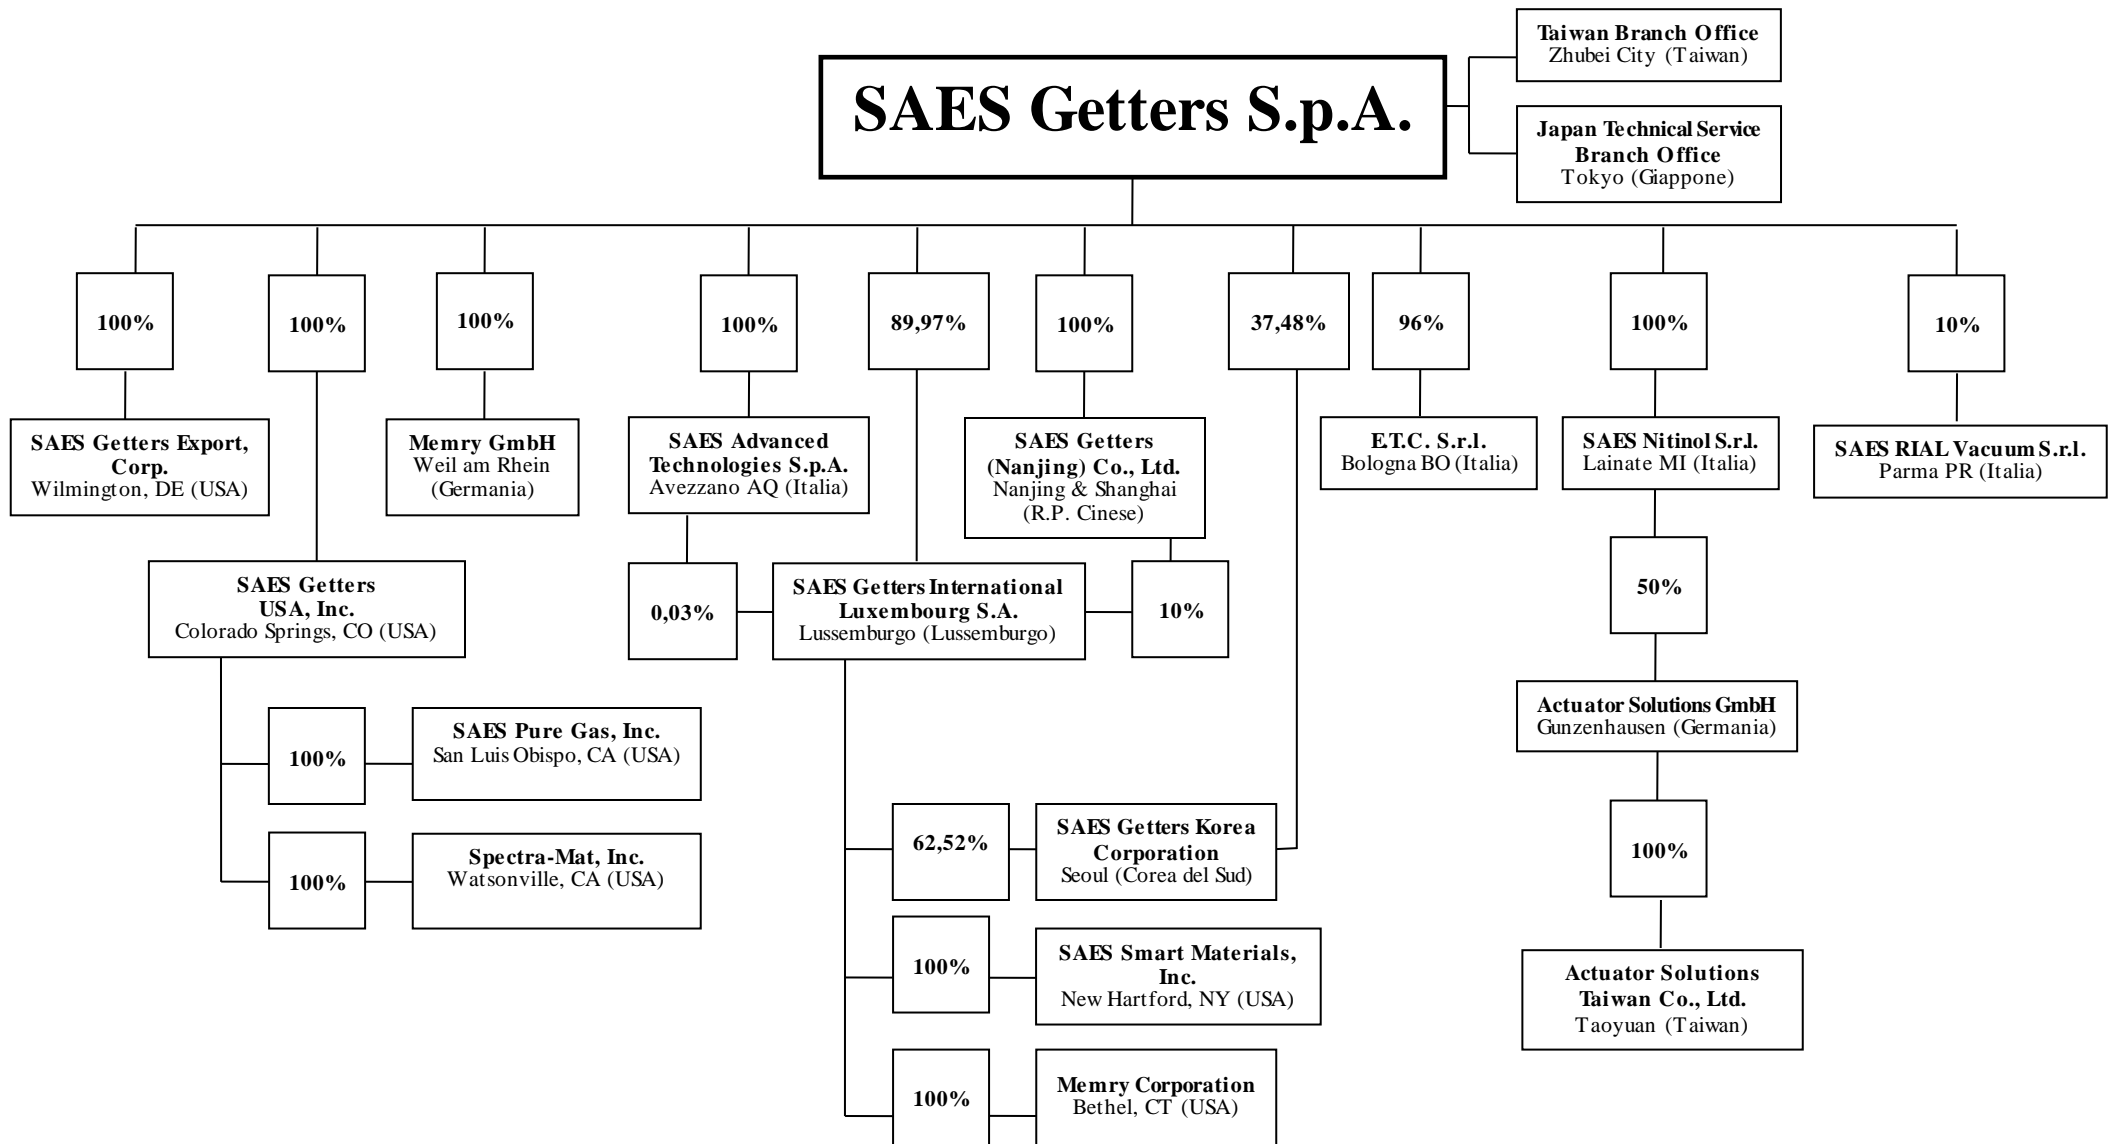 Taiwan Branch Office
Zhubei City (Taiwan)
SAES Getters S.p.A.
Japan Technical Service
Branch Office
Tokyo (Giappone)
100%
100%
100%
100%
89,97%
100%
37,48%
96%
100%
10%
SAES Getters Export,
Corp.
Wilmington, DE (USA)
Memry GmbH
Weil am Rhein
(Germania)
SAES Advanced
Technologies S.p.A.
Avezzano AQ (Italia)
SAES Getters
(Nanjing) Co., Ltd.
Nanjing & Shanghai
(R.P. Cinese)
E.T.C. S.r.l.
Bologna BO (Italia)
SAES Nitinol S.r.l.
Lainate MI (Italia)
SAES RIAL Vacuum S.r.l.
Parma PR (Italia)
SAES Getters
USA, Inc.
Colorado Springs, CO (USA)
0,03%
SAES Getters International
Luxembourg S.A.
Lussemburgo (Lussemburgo)
10%
50%
Actuator Solutions GmbH
Gunzenhausen (Germania)
100%
SAES Pure Gas, Inc.
San Luis Obispo, CA (USA)
100%
Spectra-Mat, Inc.
Watsonville, CA (USA)
62,52%
SAES Getters Korea
Corporation
Seoul (Corea del Sud)
100%
100%
SAES Smart Materials,
Inc.
New Hartford, NY (USA)
Actuator Solutions
Taiwan Co., Ltd.
Taoyuan (Taiwan)
100%
Memry Corporation
Bethel, CT (USA)